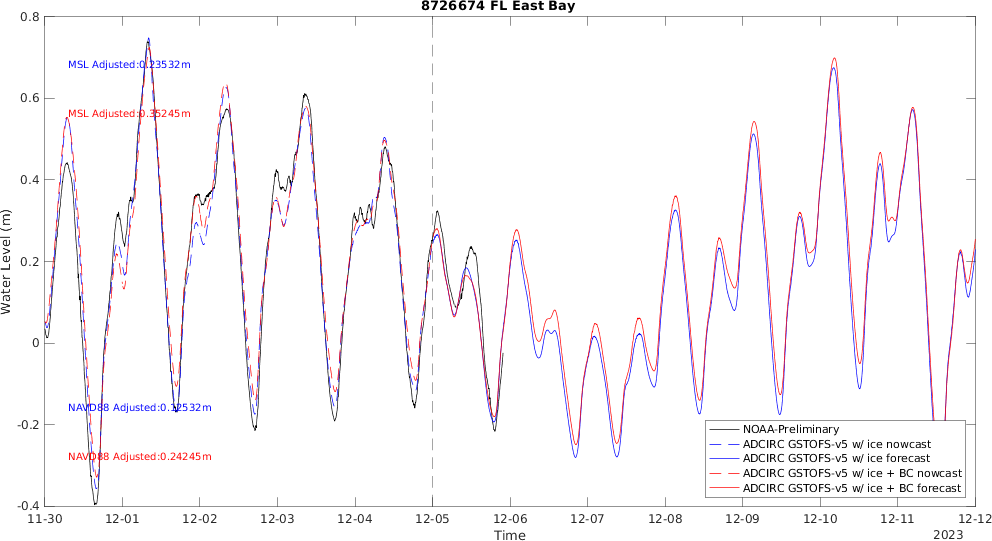 8726674 FL East Bay
0.8
0.6
0.4
0.2
0
-0.2
-0.4
Water Level (m)
MSL Adjusted:0.23532m
MSL Adjusted:0.35245m
NAVD88 Adjusted:0.12532m
NAVD88 Adjusted:0.24245m
NOAA-Preliminary
ADCIRC GSTOFS-v5 w/ ice nowcast
ADCIRC GSTOFS-v5 w/ ice forecast
ADCIRC GSTOFS-v5 w/ ice + BC nowcast
ADCIRC GSTOFS-v5 w/ ice + BC forecast
11-30 12-01 12-02 12-03 12-04 12-05 12-06 12-07 12-08 12-09 12-10 12-11 12-12
Time
2023